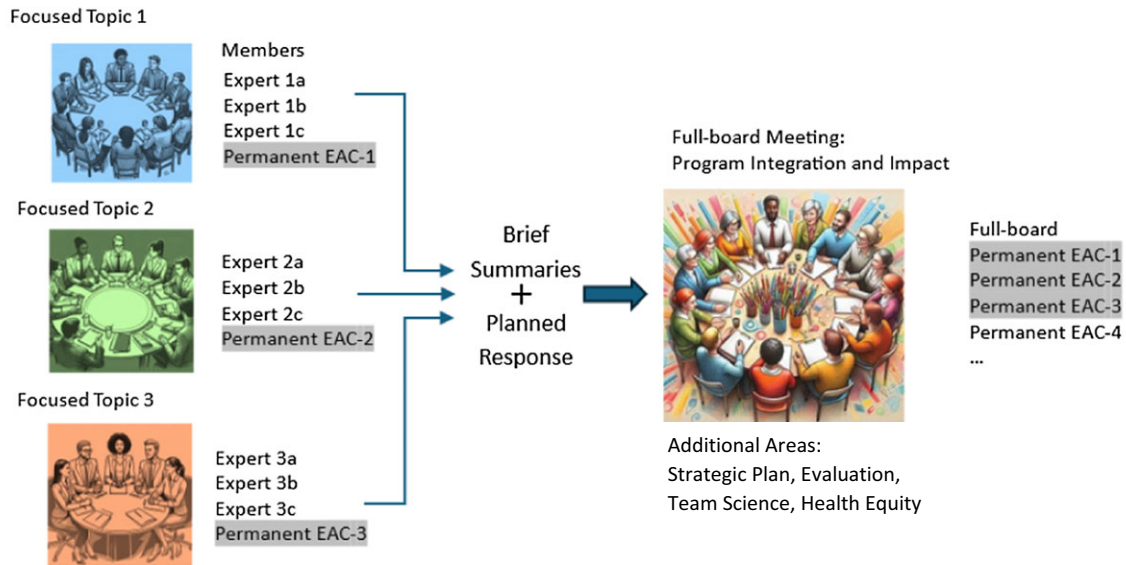 Focused Topic 1
Members
Expert 1a
Expert 1b
Expert 1c
Permanent EAC-1
Focused Topic 2
Expert 2a
Expert 2b
Expert 2c
Permanent EAC-2
Focused Topic 3
Expert 3a
Expert 3b
Expert 3c
Permanent EAC-3
Brief
Summaries
+
Planned
Response
Full-board Meeting:
Program Integration and Impact
Additional Areas:
Strategic Plan, Evaluation,
Team Science, Health Equity
Full-board
Permanent EAC-1
Permanent EAC-2
Permanent EAC-3
Permanent EAC-4
...